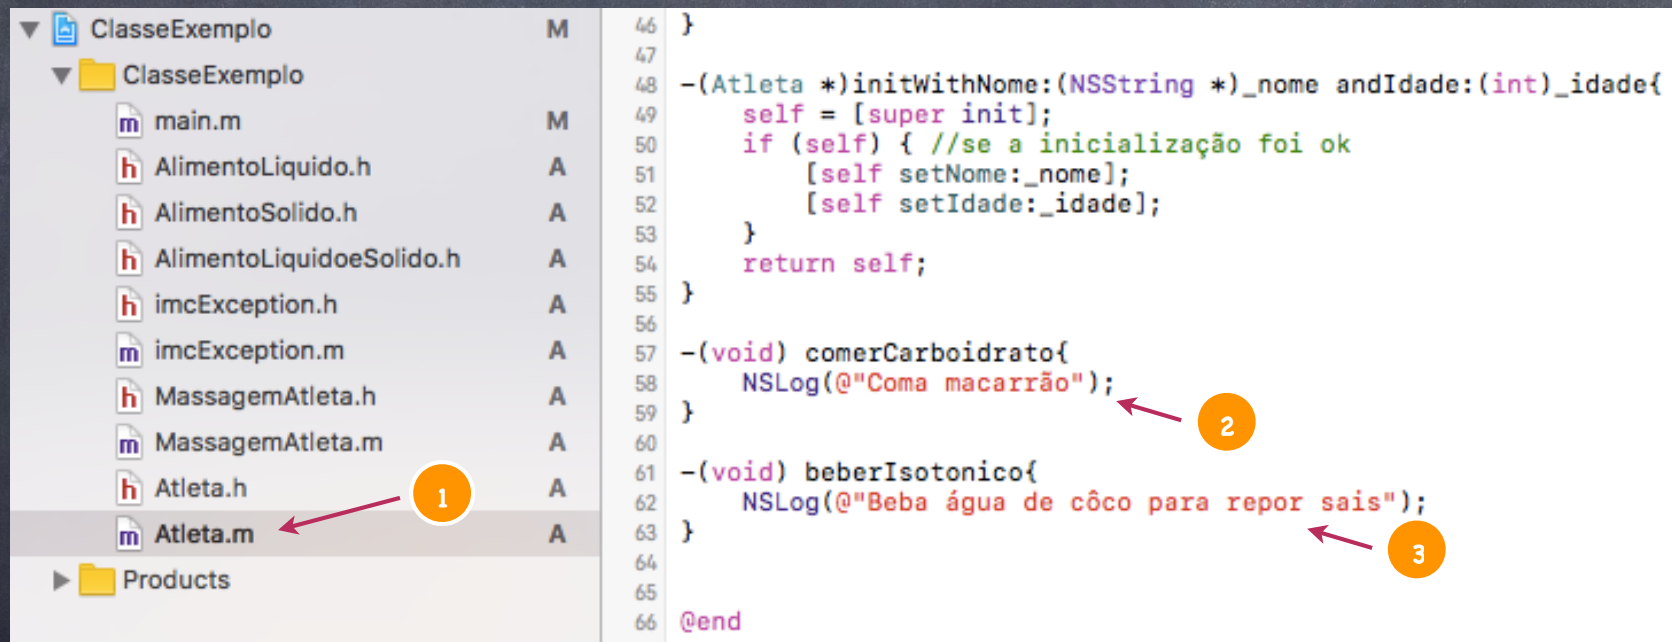 ClasseExemplo M
ClasseExemplo
m main.m M
h AlimentoLiquido.h A
h AlimentoSolido.h A
h AlimentoLiquidoeSolido.h A
h imcException.h A
m imcException.m A
h MassagemAtleta.h A
m MassagemAtleta.m A
h Atleta.h A
m Atleta.m A
Products
1
46 }
47
48 -(Atleta *)initWithNome:(NSString *)_nome andIdade:(int)_idade{
49 self = [super init];
50 if (self) { //se a inicialização foi ok
51 [self setNome:_nome];
52 [self setIdade:_idade];
53 }
54 return self;
55 }
56
57 -(void) comerCarboidrato{
58 NSLog(@"Coma macarrão");
59 }
60
61 -(void) beberIsotonico{
62 NSLog(@"Beba água de côco para repor sais");
63 }
64
65
66 @end
2
3